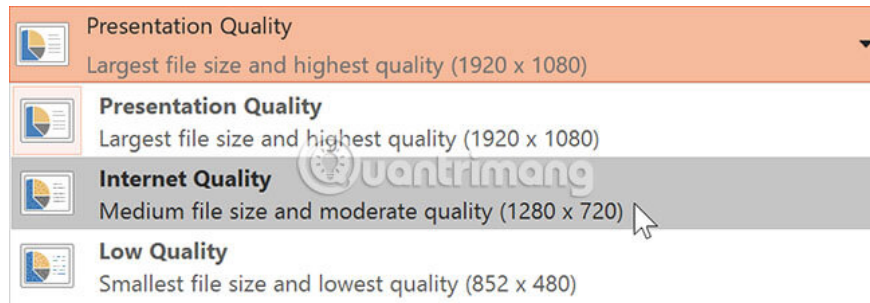 Presentation Quality
Largest file size and highest quality (1920 x 1080)
Presentation Quality
Largest file size and highest quality (1920 x 1080)
Internet Quality
Quantrimang
Medium file size and moderate quality (1280 x 720)
Low Quality
Smallest file size and lowest quality (852 x 480)